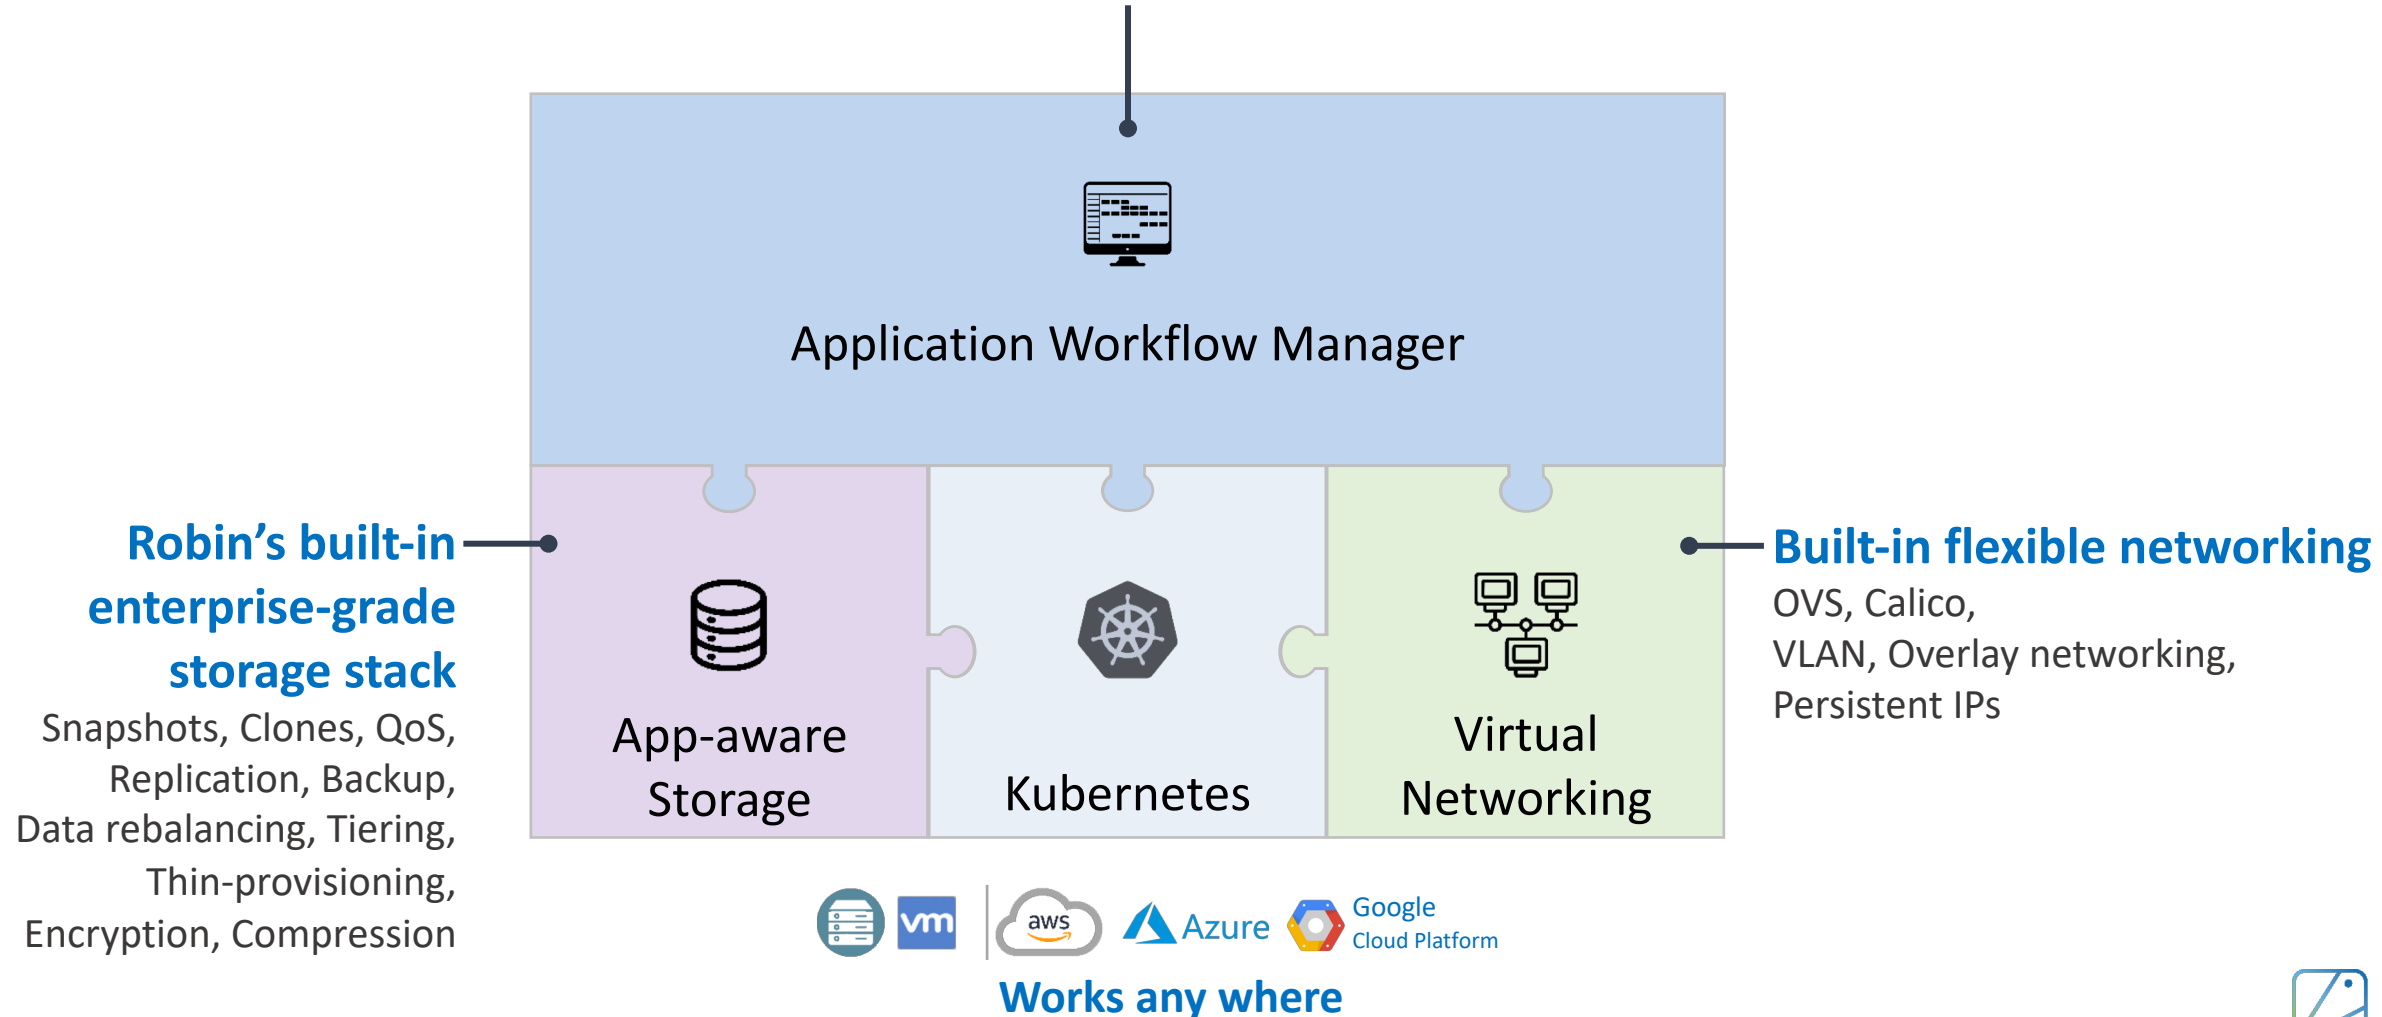 Application Workflow Manager
Robin’s built-in
enterprise-grade
storage stack
Snapshots, Clones, QoS,
Replication, Backup,
Data rebalancing, Tiering,
Thin-provisioning,
Encryption, Compression
App-aware
Storage
Kubernetes
Virtual
Networking
Built-in flexible networking
OVS, Calico,
VLAN, Overlay networking,
Persistent IPs
vm
aws
Azure
Google
Cloud Platform
Works any where